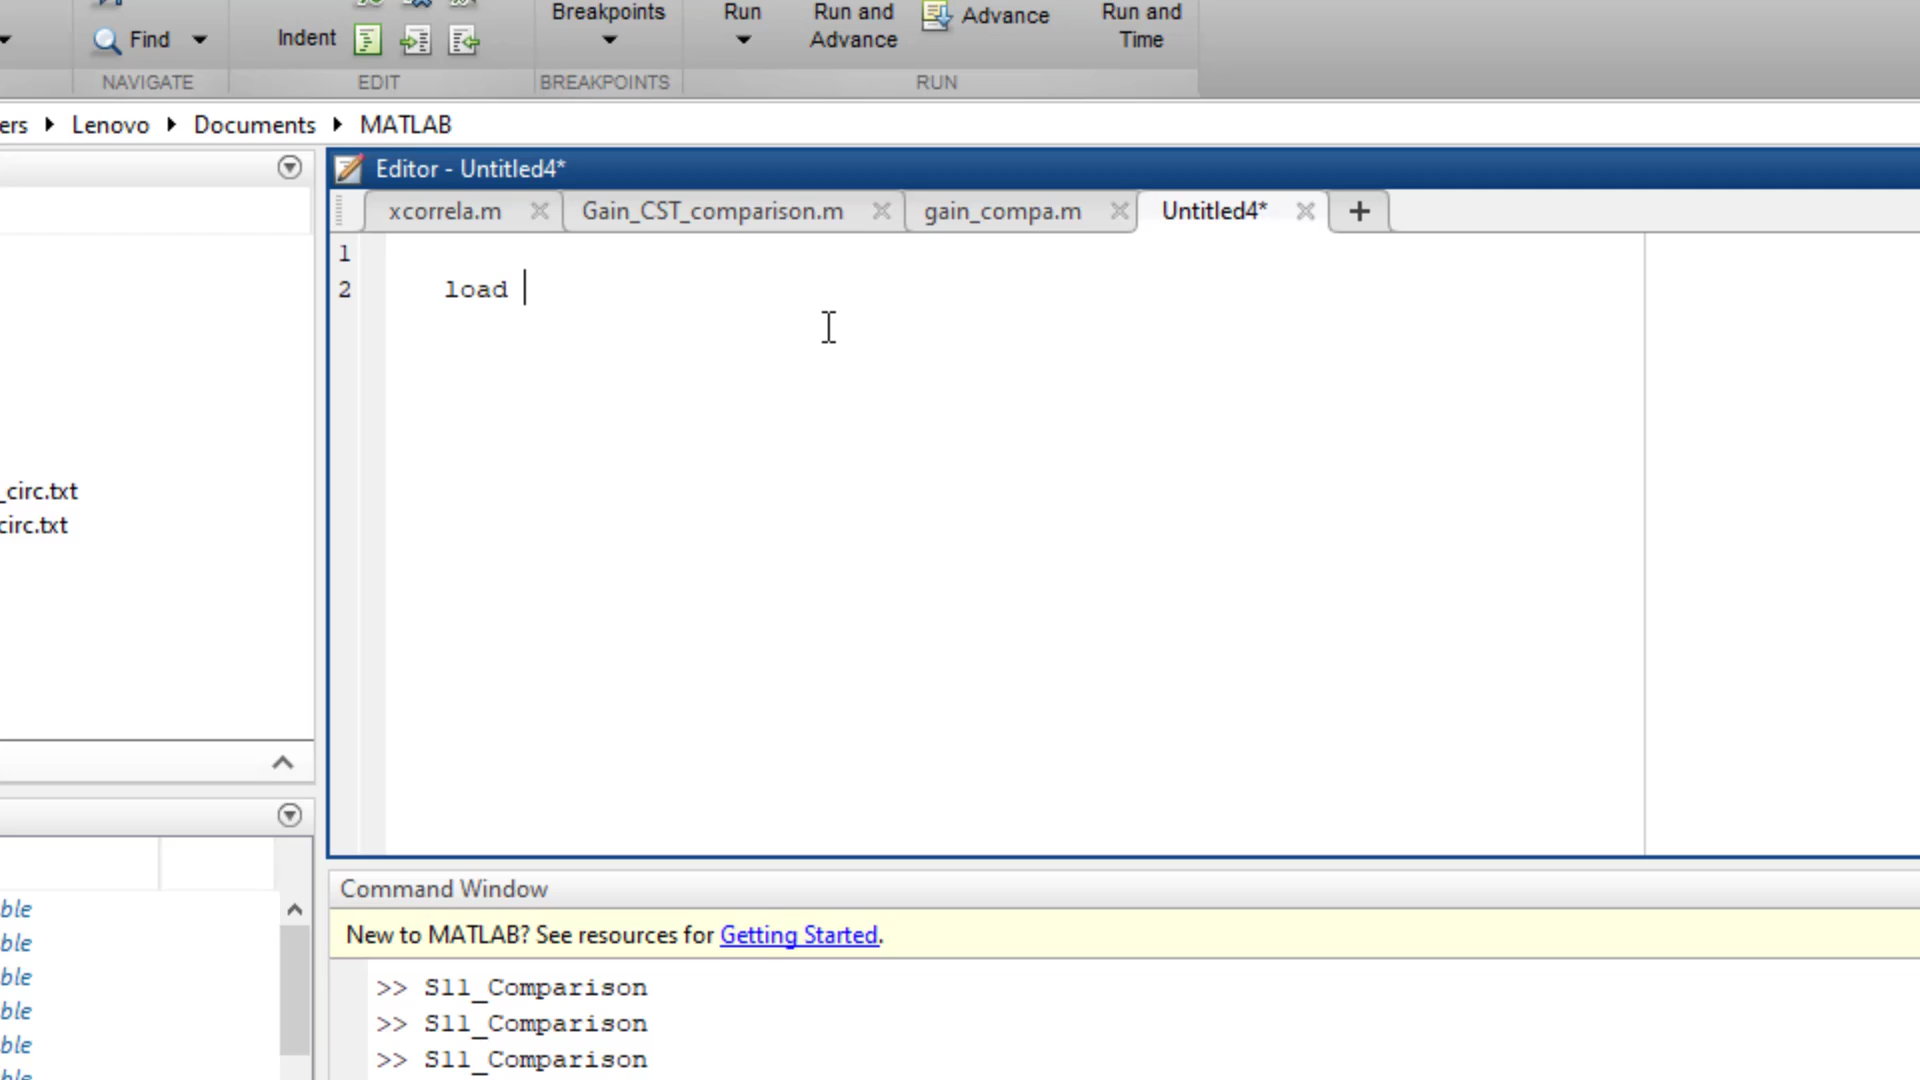 Find
Indent
Breakpoints
Run
Run and
Advance
Advance
Run and
Time
NAVIGATE
EDIT
BREAKPOINTS
RUN
ers
Lenovo
Documents
MATLAB
Editor - Untitled4*
xcorrela.m
Gain_CST_comparison.m
gain_compa.m
Untitled4*
1
2
load
_circ.txt
circ.txt
Command Window
New to MATLAB? See resources for Getting Started.
ble
ble
ble
ble
ble
ble
>> S11_Comparison
>> S11_Comparison
>> S11_Comparison